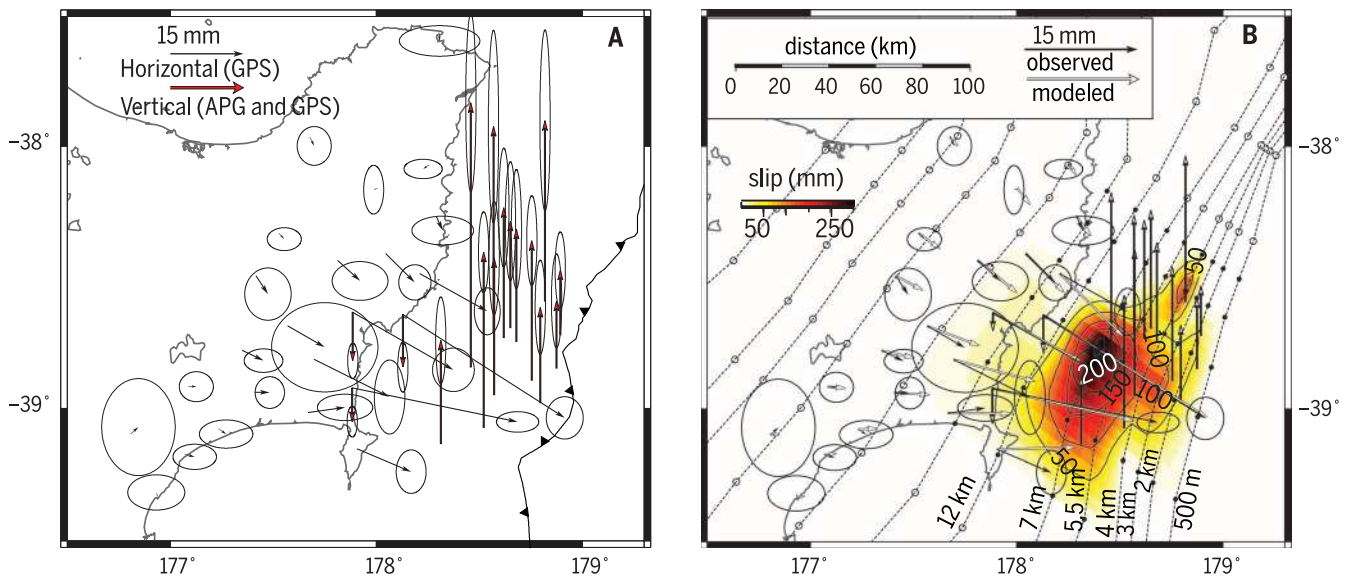 A
15 mm
Horizontal (GPS)
Vertical (APG and GPS)
−38°
−39°
177°
178°
179°
B
distance (km)
0 20 40 60 80 100
15 mm
observed
modeled
slip (mm)
50 250
50
100
200
150
100
50
12 km
7 km
5.5 km
4 km
3 km
2 km
500 m
−38°
−39°
177°
178°
179°